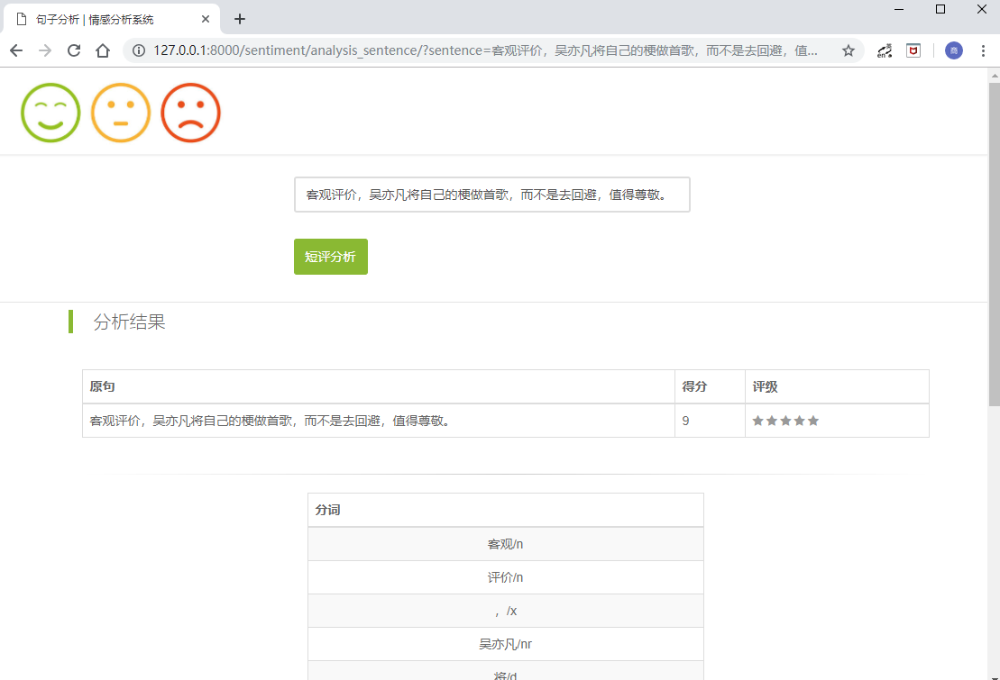 句子分析 | 情感分析系统
127.0.0.1:8000/sentiment/analysis_sentence/?sentence=客观评价，吴亦凡将自己的梗做首歌，而不是去回避，值...
en
商
客观评价，吴亦凡将自己的梗做首歌，而不是去回避，值得尊敬。
短评分析
分析结果
原句 得分 评级
客观评价，吴亦凡将自己的梗做首歌，而不是去回避，值得尊敬。 9 ★★★★★
分词
客观/n
评价/n
，/x
吴亦凡/nr
将/d